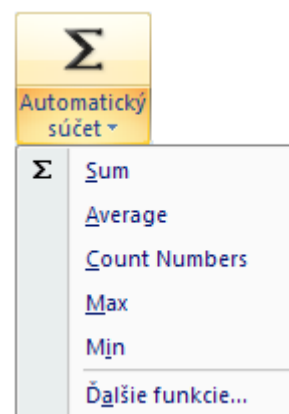 Σ
Automatický
súčet
Σ Sum
Average
Count Numbers
Max
Min
Ďalšie funkcie...